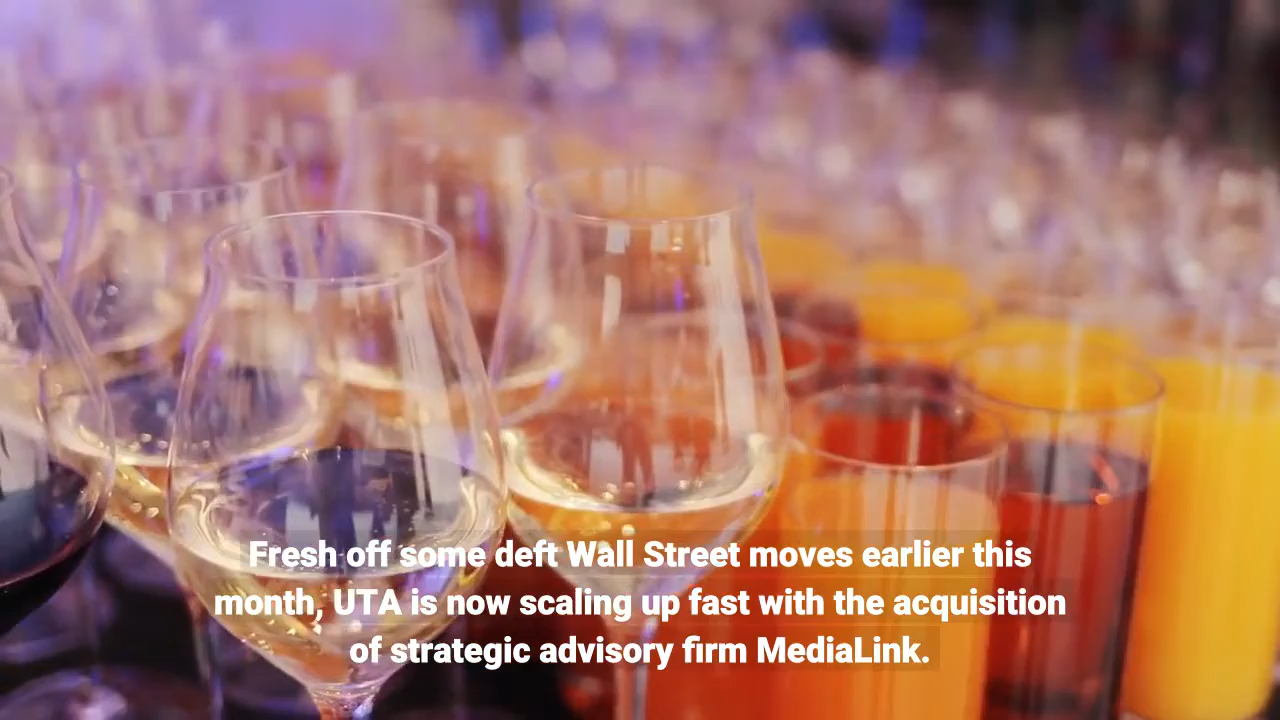 Fresh off some deft Wall Street moves earlier this
month, UTA is now scaling up fast with the acquisition
of strategic advisory firm MediaLink.